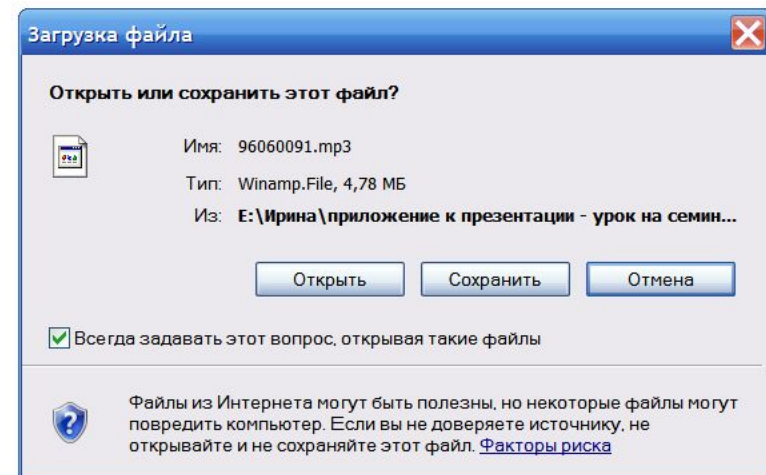 Загрузка файла
Открыть или сохранить этот файл?
Имя: 96060091.mp3
Тип: Winamp.File, 4,78 МБ
Из: E:\Ирина\приложение к презентации - урок на семин...
Открыть Сохранить Отмена
Всегда задавать этот вопрос, открывая такие файлы
Файлы из Интернета могут быть полезны, но некоторые файлы могут
повредить компьютер. Если вы не доверяете источнику, не
открывайте и не сохраняйте этот файл. Факторы риска